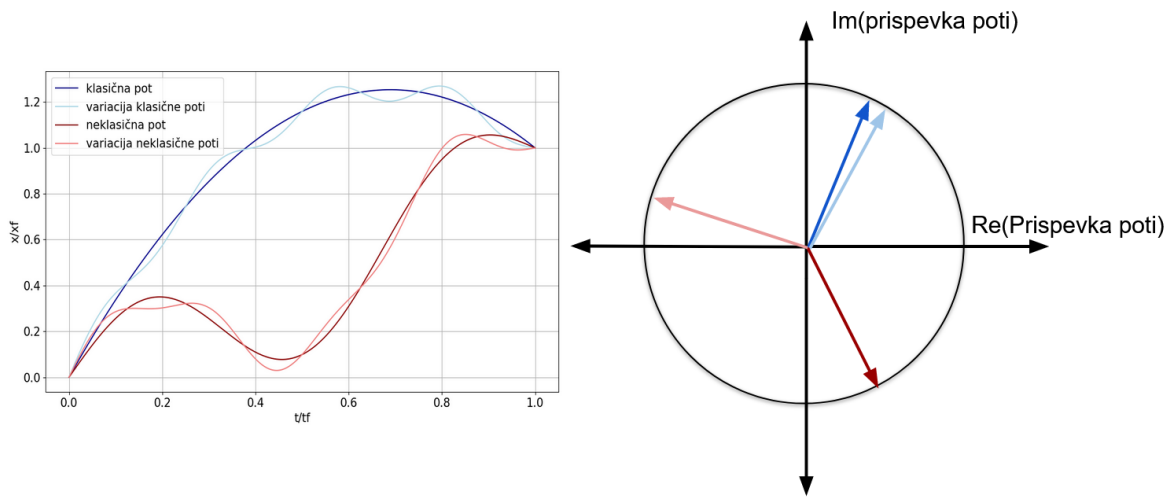 Im(prispevka poti)
klasična pot
variacija klasične poti
neklasična pot
variacija neklasične poti
1.2
1.0
0.8
0.6
0.4
0.2
0.0
x/xf
0.0 0.2 0.4 0.6 0.8 1.0
t/tf
Re(Prispevka poti)